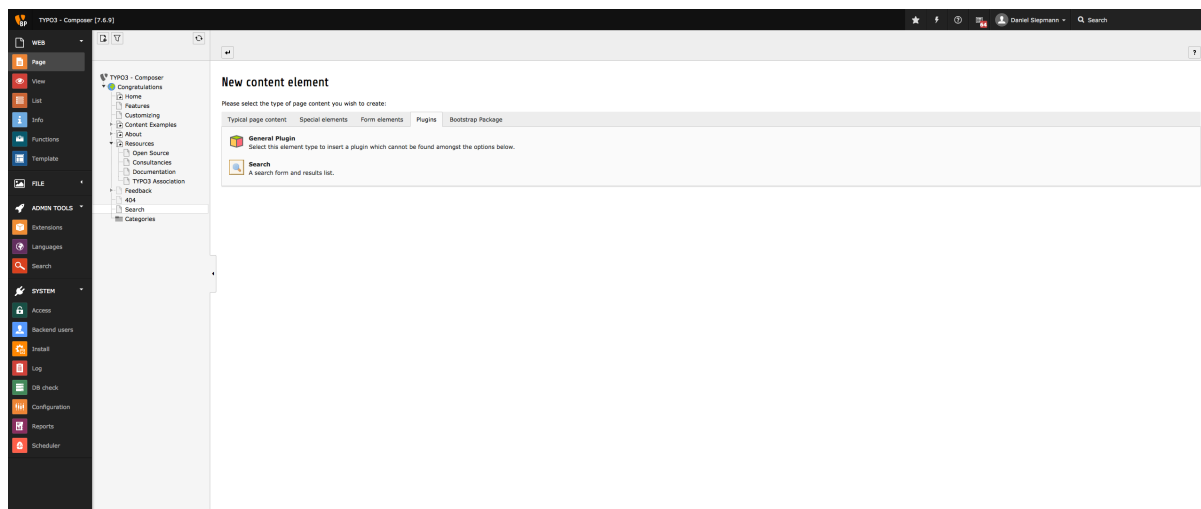 TYPO3 - Composer [7.6.9]
64
Daniel Siepmann
Search
WEB
Page
View
List
Info
Functions
Template
FILE
ADMIN TOOLS
Extensions
Languages
Search
SYSTEM
Access
Backend users
Install
Log
DB check
Configuration
Reports
Scheduler
TYPO3 - Composer
Congratulations
Home
Features
Customizing
Content Examples
About
Resources
Open Source
Consultancies
Documentation
TYPO3 Association
Feedback
404
Search
Categories
New content element
Please select the type of page content you wish to create:
Typical page content Special elements Form elements Plugins Bootstrap Package
General Plugin
Select this element type to insert a plugin which cannot be found amongst the options below.
Search
A search form and results list.